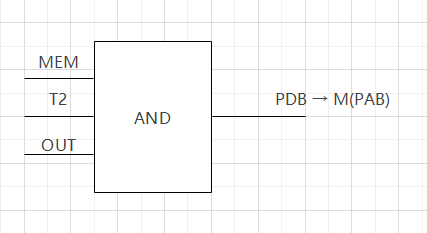 MEM
T2
OUT
AND
PDB → M(PAB)